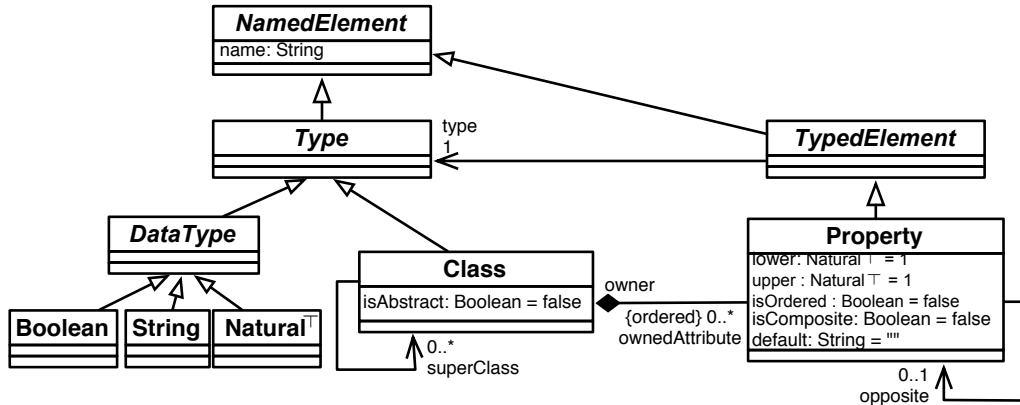 NamedElement
name: String
type
1
Type
TypedElement
DataType
Class
isAbstract: Boolean = false
owner
{ordered} 0..*
ownedAttribute
Property
lower: Natural⊤ = 1
upper : Natural⊤ = 1
isOrdered : Boolean = false
isComposite: Boolean = false
default: String = ""
Boolean
String
Natural⊤
0..*
superClass
0..1
opposite